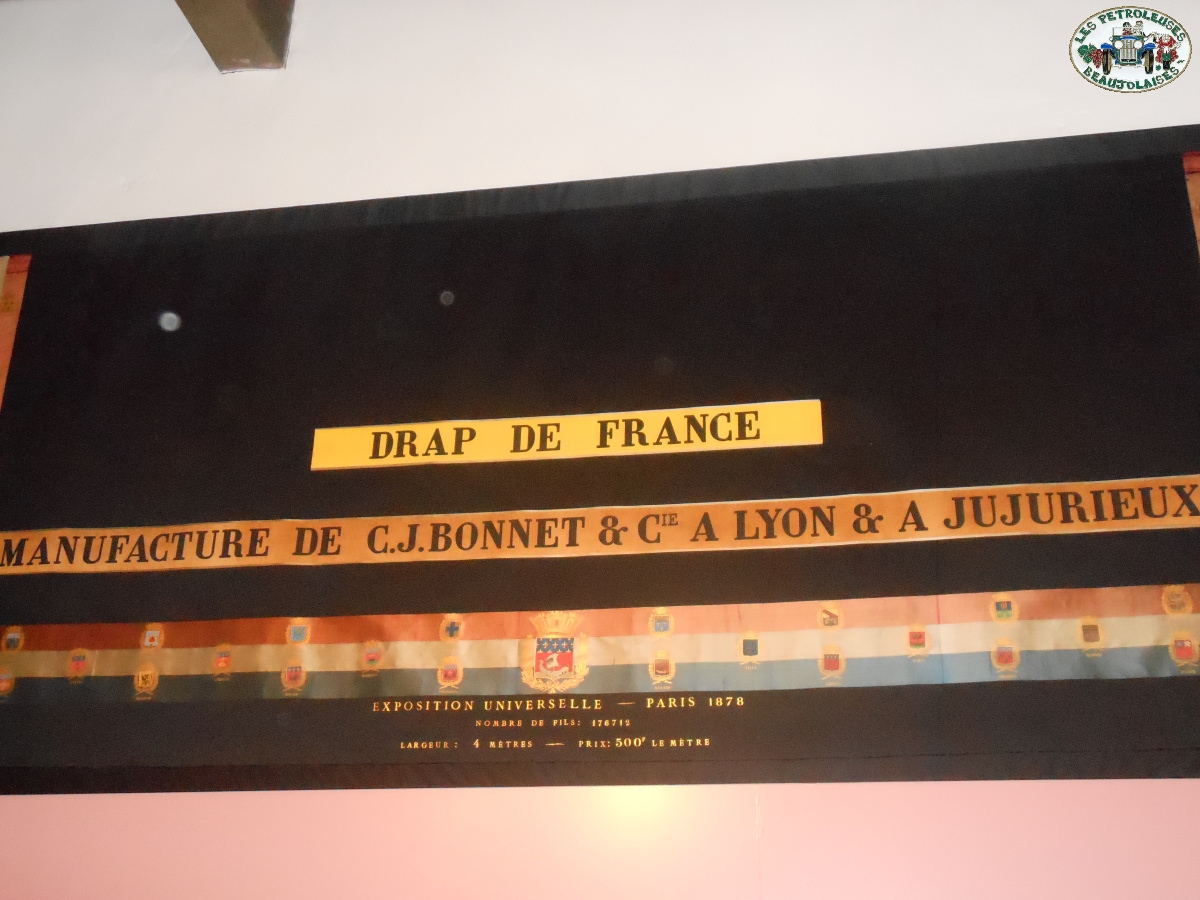 LES PETROLEUSES
BEAUJOLAISES
DRAP DE FRANCE
MANUFACTURE DE C.J.BONNET & CIE A LYON & A JUJURIEUX
EXPOSITION UNIVERSELLE — PARIS 1878
NOMBRE DE FILS: 176712
LARGEUR: 4 MÈTRES — PRIX: 500F LE MÈTRE